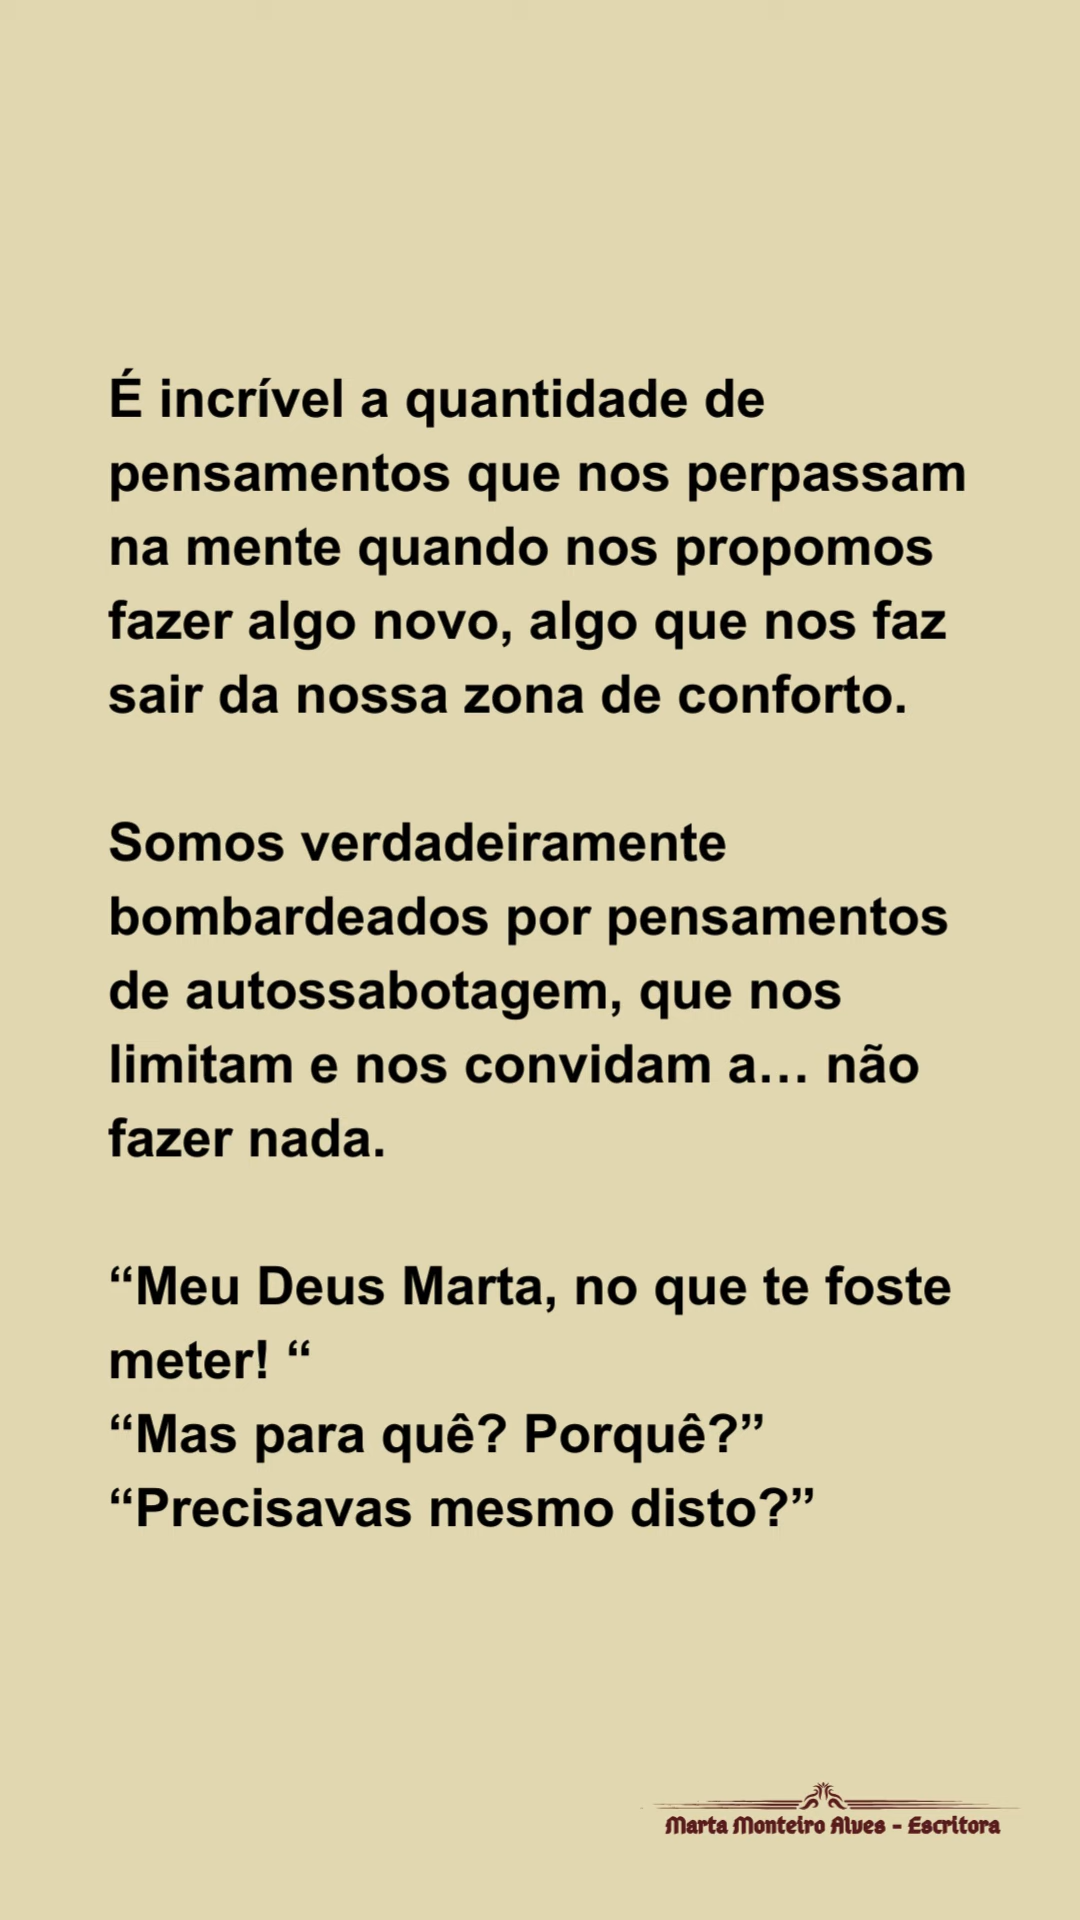 É incrível a quantidade de
pensamentos que nos perpassam
na mente quando nos propomos
fazer algo novo, algo que nos faz
sair da nossa zona de conforto.
Somos verdadeiramente
bombardeados por pensamentos
de autossabotagem, que nos
limitam e nos convidam a… não
fazer nada.
“Meu Deus Marta, no que te foste
meter! “
“Mas para quê? Porquê?”
“Precisavas mesmo disto?”
Marta Monteiro Alves - Escritora